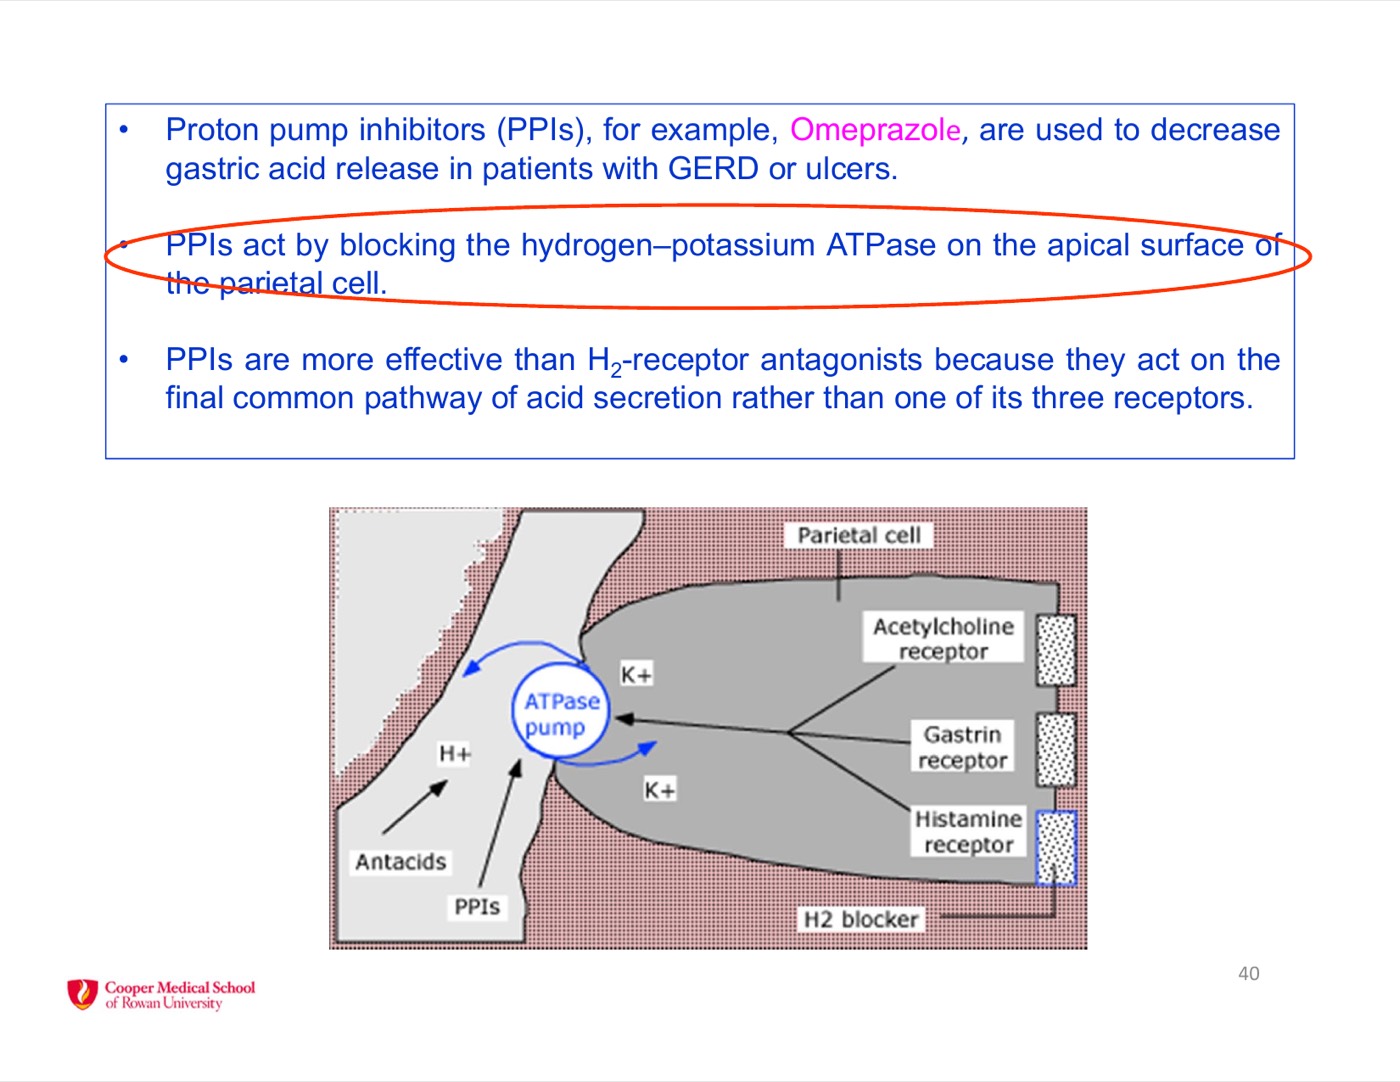 • Proton pump inhibitors (PPIs), for example, Omeprazole, are used to decrease
gastric acid release in patients with GERD or ulcers.
• PPIs act by blocking the hydrogen–potassium ATPase on the apical surface of
the parietal cell.
• PPIs are more effective than H₂-receptor antagonists because they act on the
final common pathway of acid secretion rather than one of its three receptors.
Parietal cell
Acetylcholine
receptor
K+
ATPase
pump
Gastrin
receptor
H+
K+
Histamine
receptor
Antacids
PPIs
H2 blocker
40
Cooper Medical School
of Rowan University